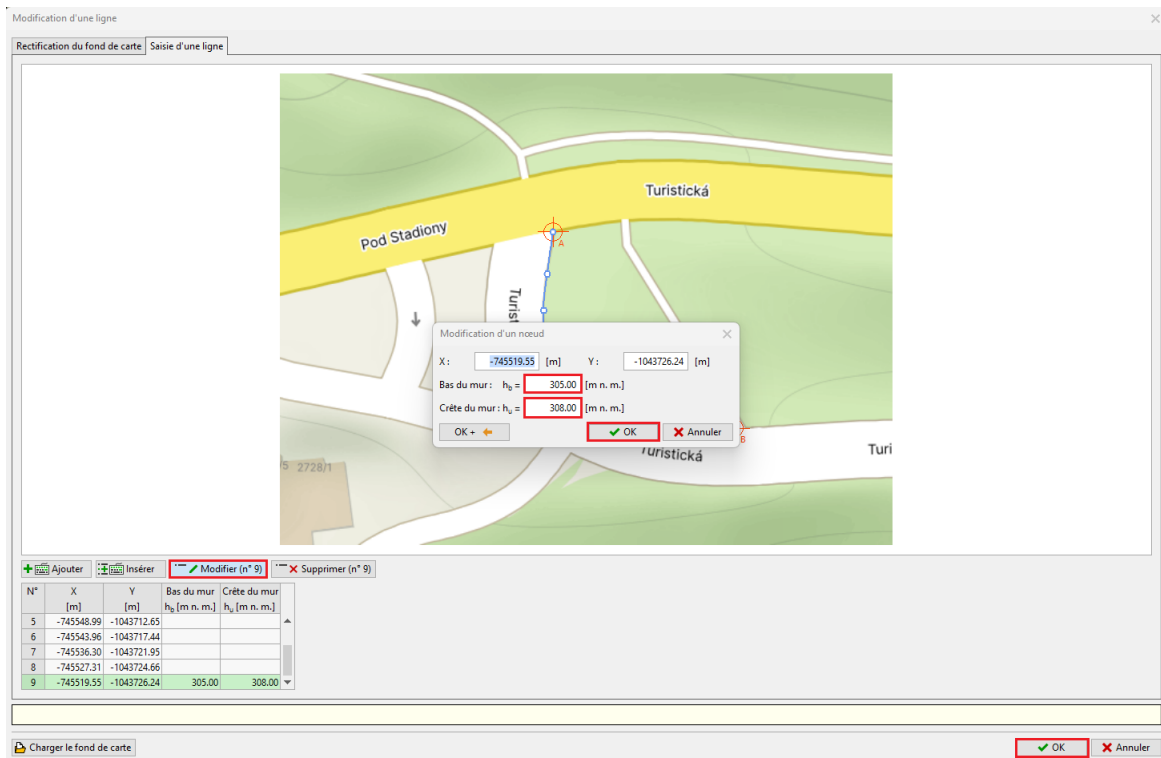 Modification d'une ligne
Rectification du fond de carte Saisie d'une ligne
Turistická
Pod Stadiony
A
Turist
Modification d'un nœud
X : -745519.55 [m] Y : -1043726.24 [m]
Bas du mur : hb = 305.00 [m n. m.]
Crête du mur : hu = 308.00 [m n. m.]
OK + OK Annuler
B
Turistická
Turi
/5 2728/1
Ajouter Insérer Modifier (n° 9) Supprimer (n° 9)
N° X Y Bas du mur Crête du mur
[m] [m] hb [m n. m.] hu [m n. m.]
5 -745548.99 -1043712.65
6 -745543.96 -1043717.44
7 -745536.30 -1043721.95
8 -745527.31 -1043724.66
9 -745519.55 -1043726.24 305.00 308.00
Charger le fond de carte OK Annuler